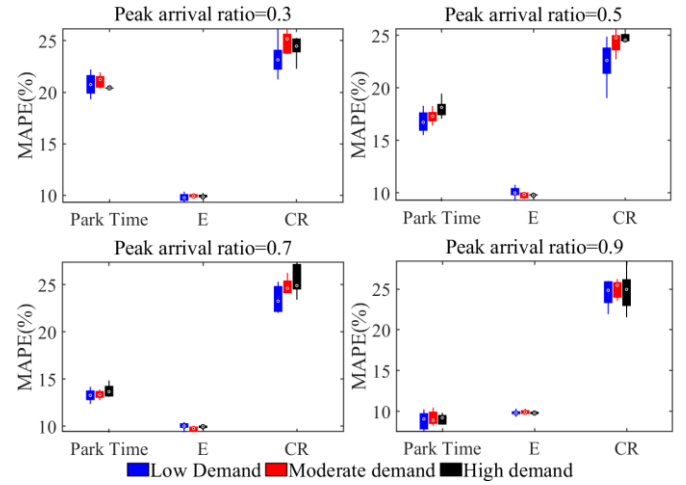 Peak arrival ratio=0.3
Peak arrival ratio=0.5
MAPE(%)
25
20
15
10
Park Time E CR
MAPE(%)
25
20
15
10
Park Time E CR
Peak arrival ratio=0.7
Peak arrival ratio=0.9
MAPE(%)
25
20
15
10
Park Time E CR
MAPE(%)
25
20
15
10
Park Time E CR
Low Demand Moderate demand High demand